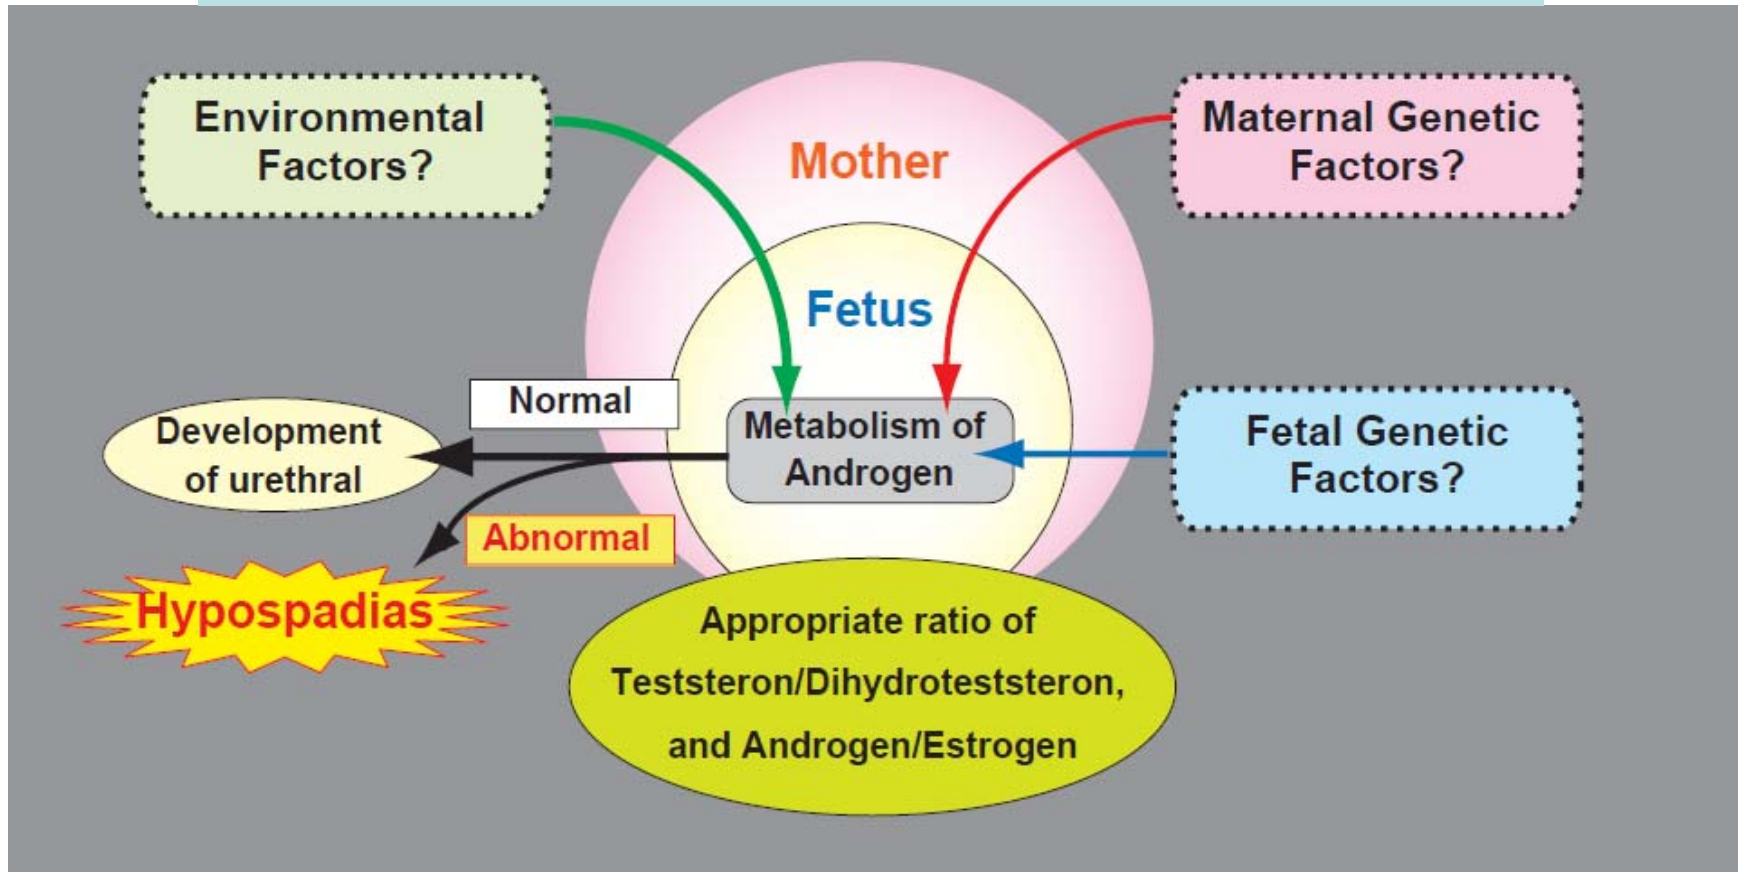 Environmental
Factors?
Maternal Genetic
Factors?
Mother
Fetus
Normal
Development
of urethral
Metabolism of
Androgen
Fetal Genetic
Factors?
Abnormal
Hypospadias
Appropriate ratio of
Teststeron/Dihydroteststeron,
and Androgen/Estrogen